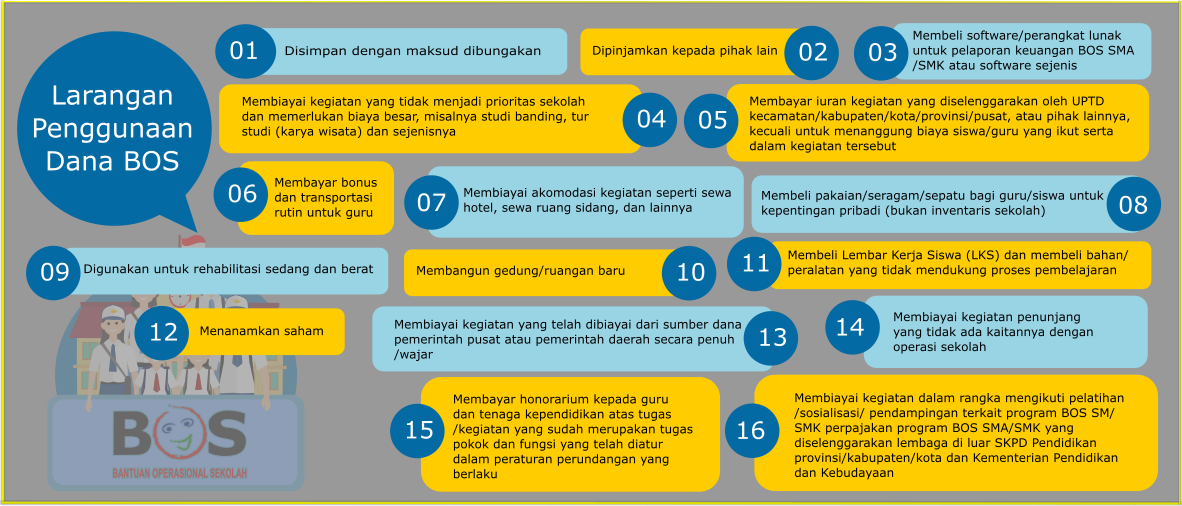 Larangan
Penggunaan
Dana BOS
01
Disimpan dengan maksud dibungakan
Dipinjamkan kepada pihak lain
02
03
Membeli software/perangkat lunak
untuk pelaporan keuangan BOS SMA
/SMK atau software sejenis
Membiayai kegiatan yang tidak menjadi prioritas sekolah
dan memerlukan biaya besar, misalnya studi banding, tur
studi (karya wisata) dan sejenisnya
04
05
Membayar iuran kegiatan yang diselenggarakan oleh UPTD
kecamatan/kabupaten/kota/provinsi/pusat, atau pihak lainnya,
kecuali untuk menanggung biaya siswa/guru yang ikut serta
dalam kegiatan tersebut
06
Membayar bonus
dan transportasi
rutin untuk guru
07
Membiayai akomodasi kegiatan seperti sewa
hotel, sewa ruang sidang, dan lainnya
Membeli pakaian/seragam/sepatu bagi guru/siswa untuk
kepentingan pribadi (bukan inventaris sekolah)
08
09
Digunakan untuk rehabilitasi sedang dan berat
Membangun gedung/ruangan baru
10
11
Membeli Lembar Kerja Siswa (LKS) dan membeli bahan/
peralatan yang tidak mendukung proses pembelajaran
12
Menanamkan saham
Membiayai kegiatan yang telah dibiayai dari sumber dana
pemerintah pusat atau pemerintah daerah secara penuh
/wajar
13
14
Membiayai kegiatan penunjang
yang tidak ada kaitannya dengan
operasi sekolah
15
Membayar honorarium kepada guru
dan tenaga kependidikan atas tugas
/kegiatan yang sudah merupakan tugas
pokok dan fungsi yang telah diatur
dalam peraturan perundangan yang
berlaku
16
Membiayai kegiatan dalam rangka mengikuti pelatihan
/sosialisasi/ pendampingan terkait program BOS SM/
SMK perpajakan program BOS SMA/SMK yang
diselenggarakan lembaga di luar SKPD Pendidikan
provinsi/kabupaten/kota dan Kementerian Pendidikan
dan Kebudayaan
BOS
BANTUAN OPERASIONAL SEKOLAH